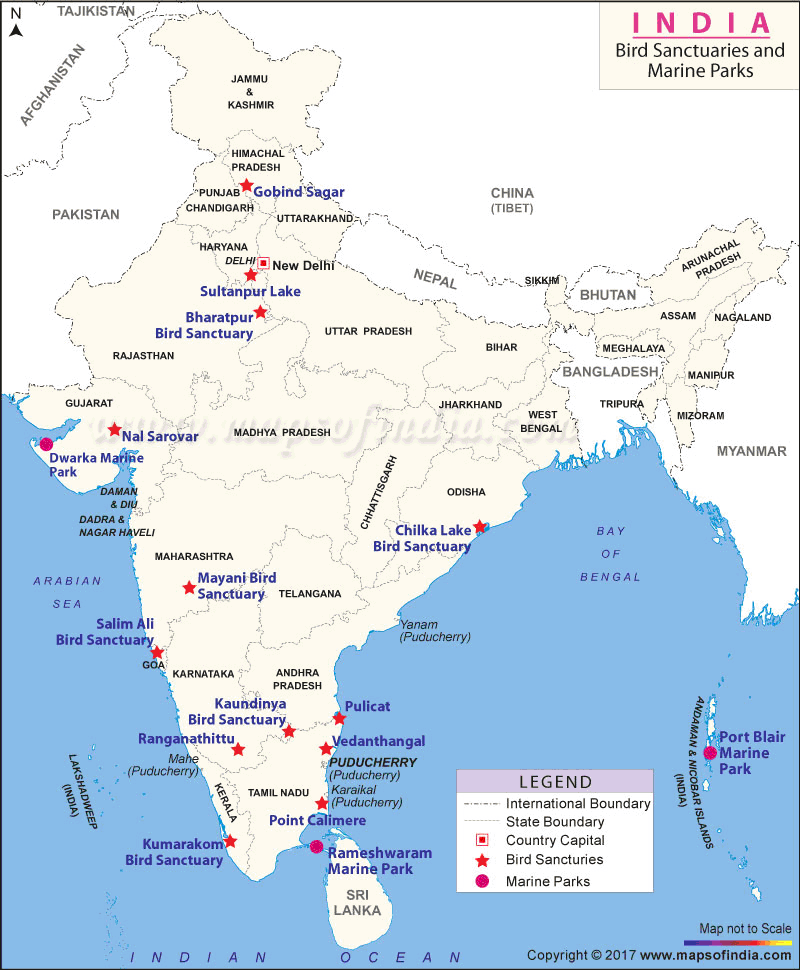 TAJIKISTAN
N
INDIA
Bird Sanctuaries and
Marine Parks
AFGHANISTAN
JAMMU
&
KASHMIR
HIMACHAL
PRADESH
Gobind Sagar
PUNJAB
CHANDIGARH
UTTARAKHAND
CHINA
(TIBET)
PAKISTAN
HARYANA
DELHI
New Delhi
Sultanpur Lake
Bharatpur
Bird Sanctuary
NEPAL
SIKKIM
BHUTAN
ARUNACHAL
PRADESH
ASSAM
NAGALAND
UTTAR PRADESH
RAJASTHAN
BIHAR
MEGHALAYA
BANGLADESH
MANIPUR
TRIPURA
MIZORAM
GUJARAT
JHARKHAND
WEST
BENGAL
www.mapsofindia.com
Nal Sarovar
MADHYA PRADESH
MYANMAR
Dwarka Marine
Park
DAMAN
& DIU
DADRA &
NAGAR HAVELI
CHHATTISGARH
ODISHA
Chilka Lake
Bird Sanctuary
BAY
OF
BENGAL
MAHARASHTRA
Mayani Bird
Sanctuary
TELANGANA
ARABIAN
SEA
Salim Ali
Bird Sanctuary
GOA
Yanam
(Puducherry)
KARNATAKA
ANDHRA
PRADESH
Kaundinya
Bird Sanctuary
Pulicat
Ranganathittu
Vedanthangal
Mahe
(Puducherry)
PUDUCHERRY
(Puducherry)
Karaikal
(Puducherry)
LAKSHADWEEP
(INDIA)
KERALA
TAMIL NADU
Point Calimere
Kumarakom
Bird Sanctuary
Rameshwaram
Marine Park
SRI
LANKA
ANDAMAN & NICOBAR ISLANDS
(INDIA)
Port Blair
Marine
Park
LEGEND
International Boundary
State Boundary
Country Capital
Bird Sancturies
Marine Parks
INDIAN OCEAN
Map not to Scale
Copyright © 2017 www.mapsofindia.com